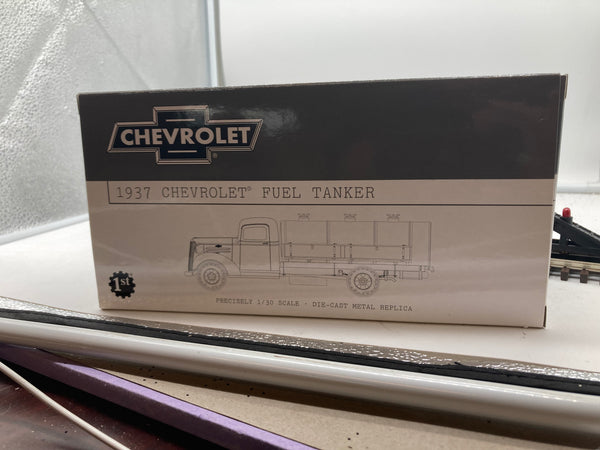 CHEVROLET
1937 CHEVROLET® FUEL TANKER
1st
PRECISELY 1/30 SCALE · DIE-CAST METAL REPLICA